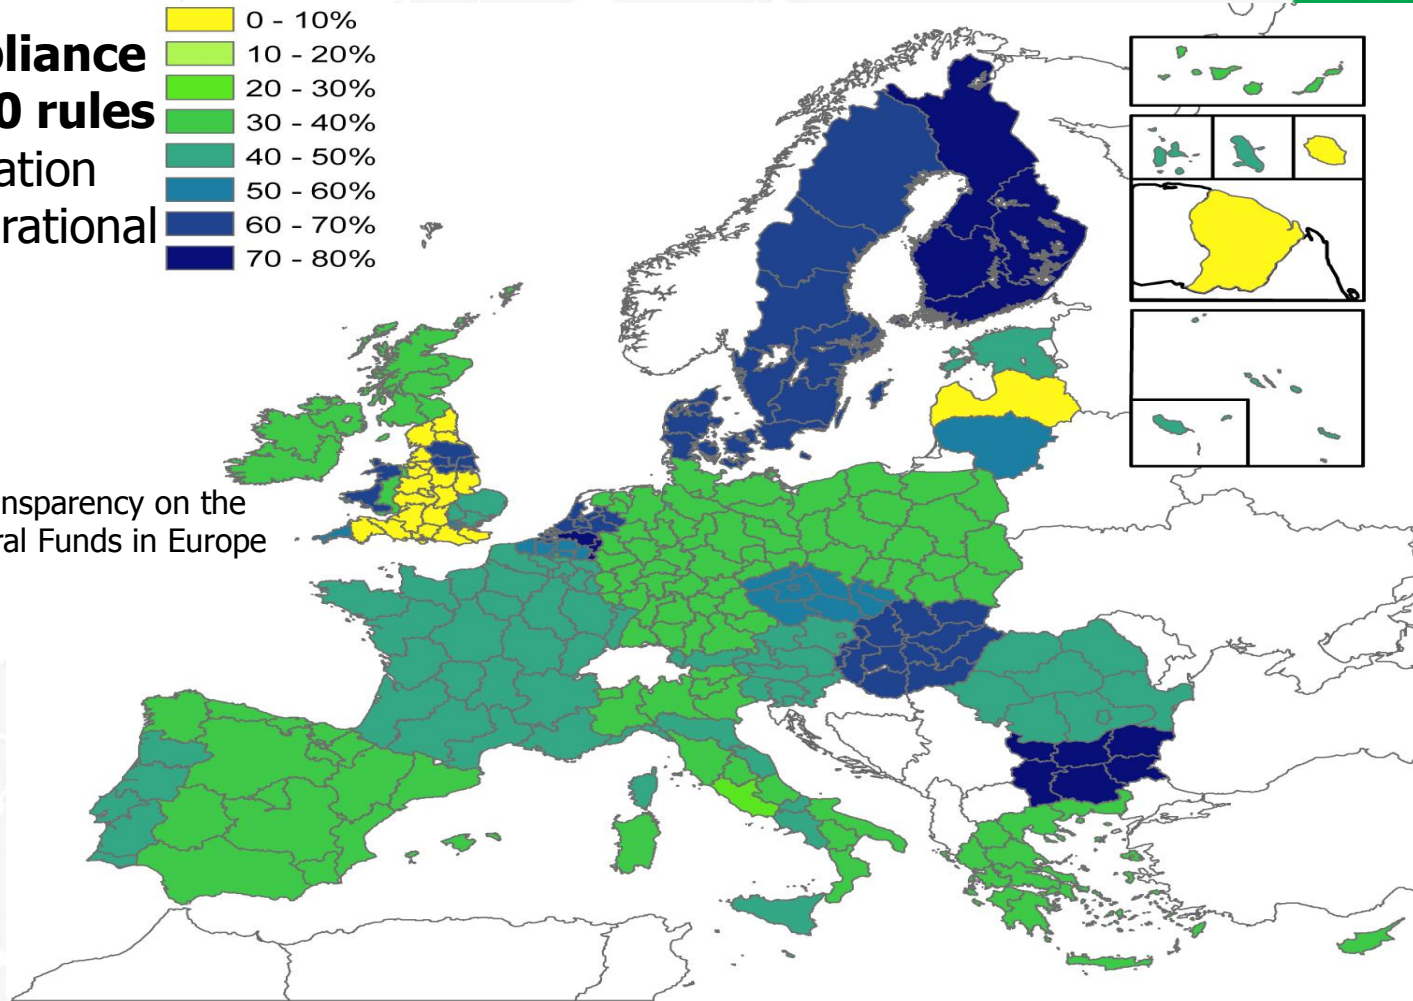 pliance
0 rules
ation
rational
0 - 10%
10 - 20%
20 - 30%
30 - 40%
40 - 50%
50 - 60%
60 - 70%
70 - 80%
nsparency on the
ral Funds in Europe